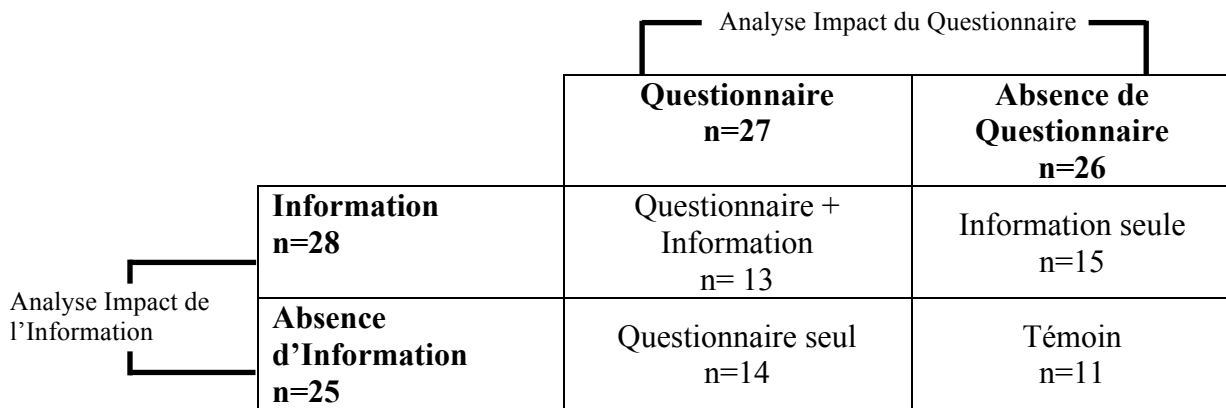 Analyse Impact du Questionnaire
Questionnaire
n=27
Absence de
Questionnaire
n=26
Information
n=28
Questionnaire +
Information
n= 13
Information seule
n=15
Analyse Impact de
l’Information
Absence
d’Information
n=25
Questionnaire seul
n=14
Témoin
n=11